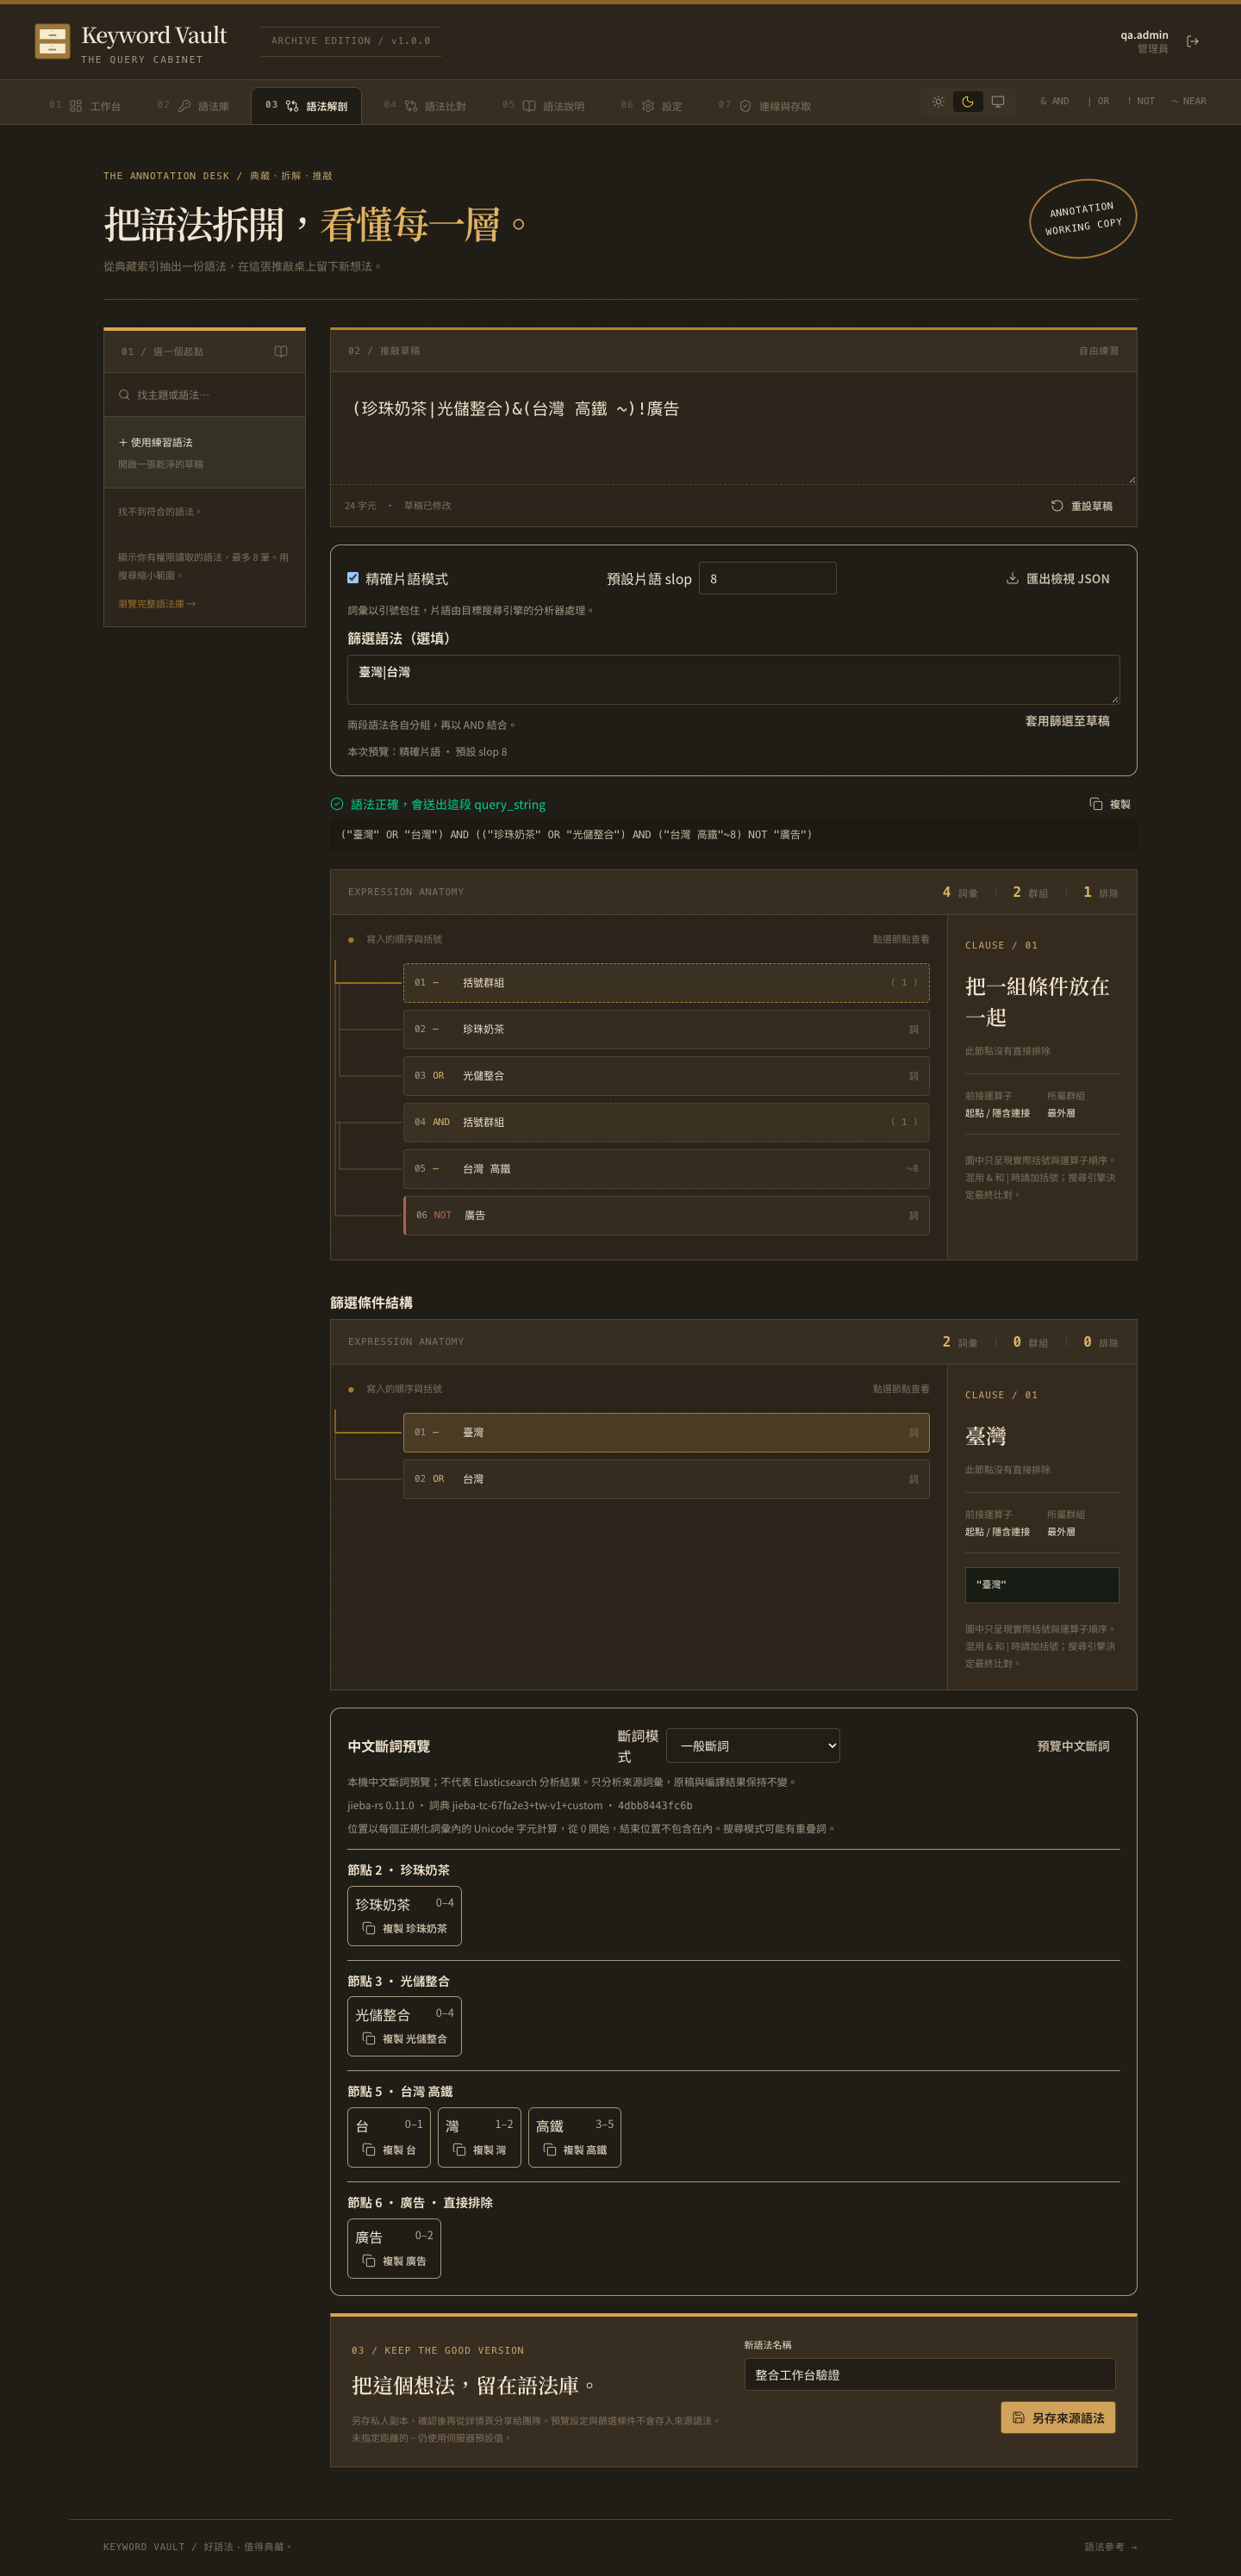 Keyword Vault
THE QUERY CABINET
ARCHIVE EDITION / v1.0.0
qa.admin
管理員
01 工作台
02 語法庫
03 語法解剖
04 語法比對
05 語法說明
06 設定
07 連線與存取
& AND | OR ! NOT ~ NEAR
THE ANNOTATION DESK / 典藏 · 拆解 · 推敲
把語法拆開，看懂每一層。
從典藏索引抽出一份語法，在這張推敲桌上留下新想法。
ANNOTATION
WORKING COPY
01 / 選一個起點
找主題或語法…
＋ 使用練習語法
開啟一張乾淨的草稿
找不到符合的語法。
顯示你有權限讀取的語法，最多 8 筆。用
搜尋縮小範圍。
瀏覽完整語法庫 →
02 / 推敲草稿
自由練習
(珍珠奶茶|光儲整合)&(台灣 高鐵 ~)!廣告
24 字元 · 草稿已修改
重設草稿
精確片語模式
預設片語 slop
8
匯出檢視 JSON
詞彙以引號包住，片語由目標搜尋引擎的分析器處理。
篩選語法（選填）
臺灣|台灣
兩段語法各自分組，再以 AND 結合。
套用篩選至草稿
本次預覽：精確片語 · 預設 slop 8
語法正確，會送出這段 query_string
複製
("臺灣" OR "台灣") AND (("珍珠奶茶" OR "光儲整合") AND ("台灣 高鐵"~8) NOT "廣告")
EXPRESSION ANATOMY
4 詞彙
2 群組
1 排除
寫入的順序與括號
點選節點查看
01 — 括號群組 ( 1 )
02 — 珍珠奶茶 詞
03 OR 光儲整合 詞
04 AND 括號群組 ( 1 )
05 — 台灣 高鐵 ~8
06 NOT 廣告 詞
CLAUSE / 01
把一組條件放在
一起
此節點沒有直接排除
前接運算子
起點 / 隱含連接
所屬群組
最外層
圖中只呈現實際括號與運算子順序。
混用 & 和 | 時請加括號；搜尋引擎決
定最終比對。
篩選條件結構
EXPRESSION ANATOMY
2 詞彙
0 群組
0 排除
寫入的順序與括號
點選節點查看
01 — 臺灣 詞
02 OR 台灣 詞
CLAUSE / 01
臺灣
此節點沒有直接排除
前接運算子
起點 / 隱含連接
所屬群組
最外層
"臺灣"
圖中只呈現實際括號與運算子順序。
混用 & 和 | 時請加括號；搜尋引擎決
定最終比對。
中文斷詞預覽
斷詞模
式
一般斷詞
預覽中文斷詞
本機中文斷詞預覽；不代表 Elasticsearch 分析結果。只分析來源詞彙，原稿與編譯結果保持不變。
jieba-rs 0.11.0 · 詞典 jieba-tc-67fa2e3+tw-v1+custom · 4dbb8443fc6b
位置以每個正規化詞彙內的 Unicode 字元計算，從 0 開始，結束位置不包含在內。搜尋模式可能有重疊詞。
節點 2 · 珍珠奶茶
珍珠奶茶 0–4
複製 珍珠奶茶
節點 3 · 光儲整合
光儲整合 0–4
複製 光儲整合
節點 5 · 台灣 高鐵
台 0–1
複製 台
灣 1–2
複製 灣
高鐵 3–5
複製 高鐵
節點 6 · 廣告 · 直接排除
廣告 0–2
複製 廣告
03 / KEEP THE GOOD VERSION
把這個想法，留在語法庫。
另存私人副本，確認後再從詳情頁分享給團隊。預覽設定與篩選條件不會存入來源語法。
未指定距離的 ~ 仍使用伺服器預設值。
新語法名稱
整合工作台驗證
另存來源語法
KEYWORD VAULT / 好語法，值得典藏。
語法參考 →